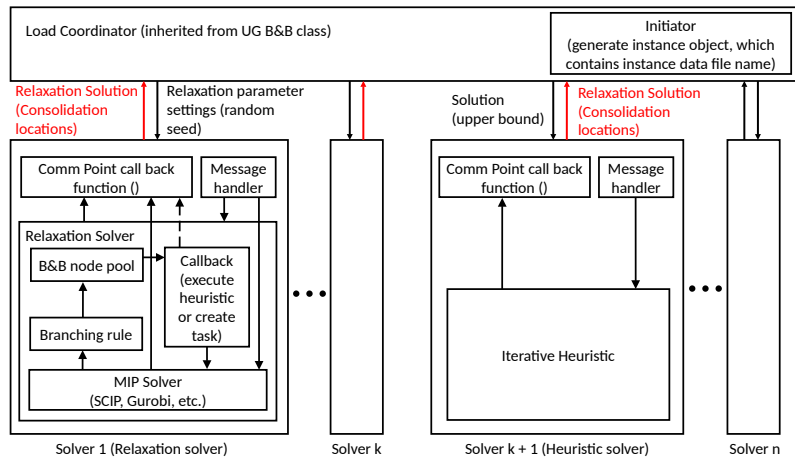 Load Coordinator (inherited from UG B&B class)
Initiator
(generate instance object, which
contains instance data file name)
Relaxation Solution
(Consolidation
locations)
Relaxation parameter
settings (random
seed)
Solution
(upper bound)
Relaxation Solution
(Consolidation
locations)
Comm Point call back
function ()
Message
handler
Relaxation Solver
B&B node pool
Callback
(execute
heuristic
or create
task)
Branching rule
MIP Solver
(SCIP, Gurobi, etc.)
Comm Point call back
function ()
Message
handler
Iterative Heuristic
Solver 1 (Relaxation solver)
Solver k
Solver k + 1 (Heuristic solver)
Solver n